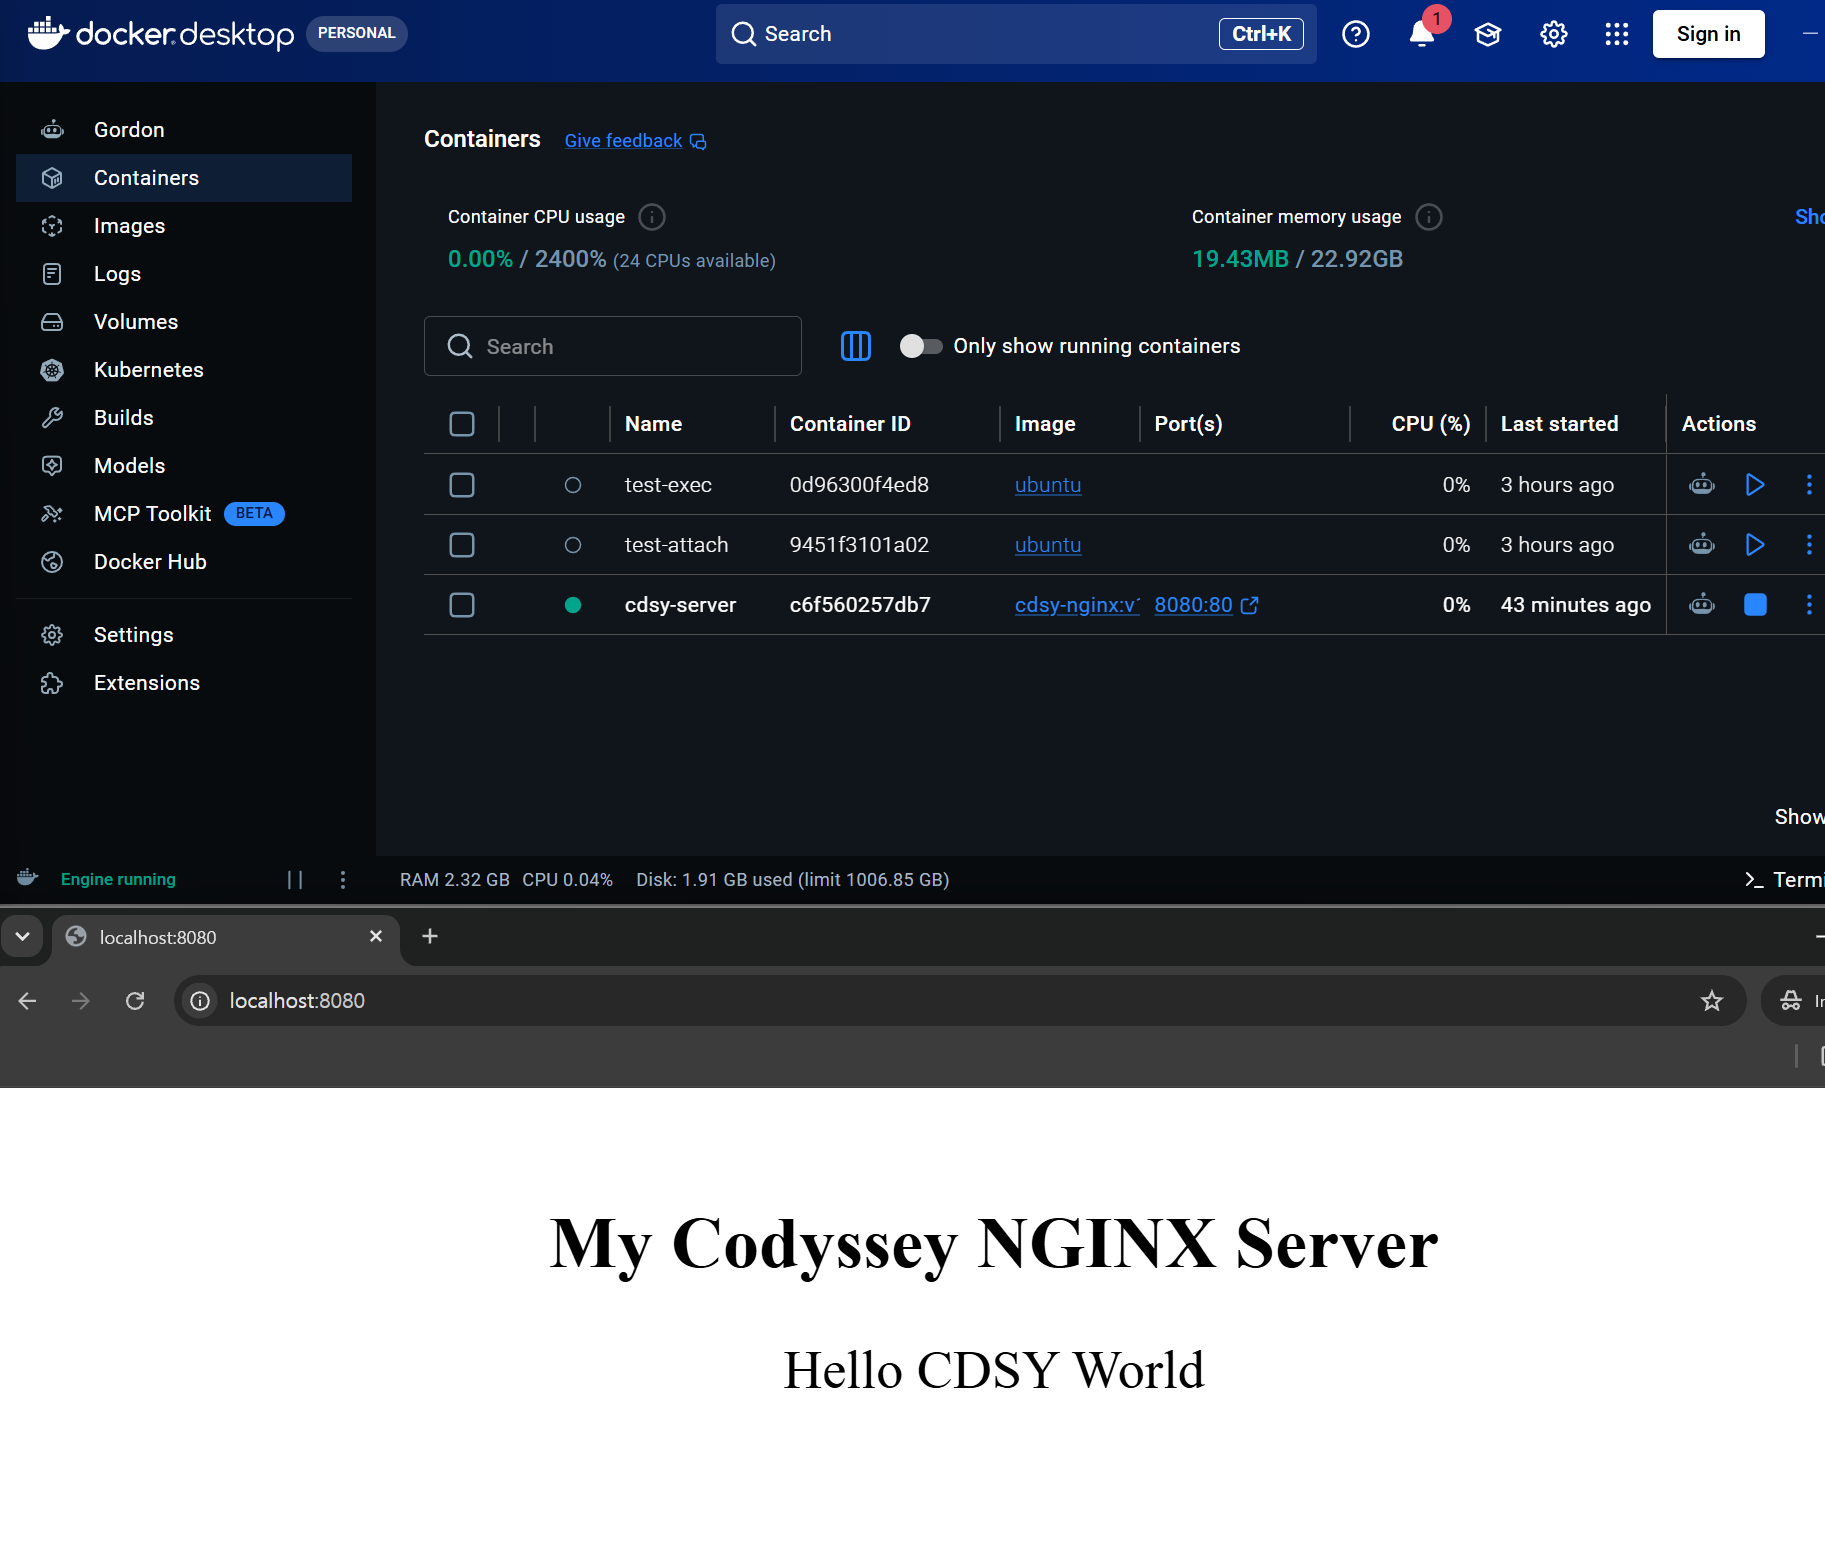 docker desktop PERSONAL
Search Ctrl+K
1
Sign in
Gordon
Containers
Images
Logs
Volumes
Kubernetes
Builds
Models
MCP Toolkit BETA
Docker Hub
Settings
Extensions
Containers Give feedback
Container CPU usage
0.00% / 2400% (24 CPUs available)
Container memory usage
19.43MB / 22.92GB
Search
Only show running containers
Name Container ID Image Port(s) CPU (%) Last started Actions
test-exec 0d96300f4ed8 ubuntu 0% 3 hours ago
test-attach 9451f3101a02 ubuntu 0% 3 hours ago
cdsy-server c6f560257db7 cdsy-nginx:v 8080:80 0% 43 minutes ago
Show
Engine running
RAM 2.32 GB CPU 0.04% Disk: 1.91 GB used (limit 1006.85 GB)
localhost:8080
localhost:8080
My Codyssey NGINX Server
Hello CDSY World